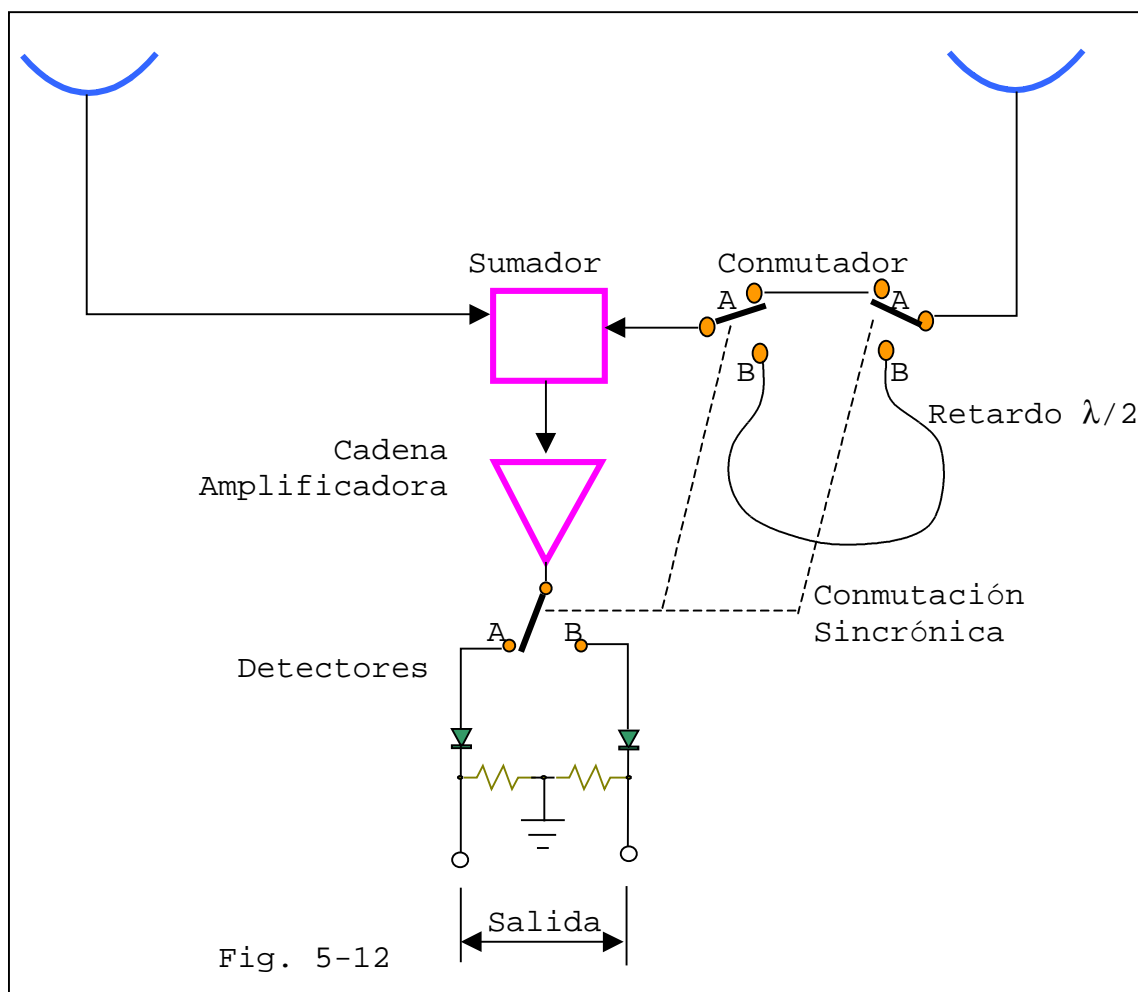 Sumador
Conmutador
A
A
B
B
Retardo λ/2
Cadena
Amplificadora
Conmutación
Sincrónica
A
B
Detectores
Salida
Fig. 5-12